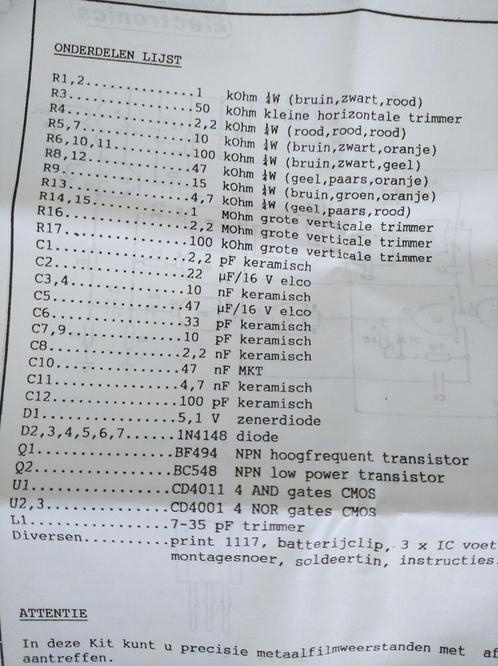 ONDERDELEN LIJST
R1,2..............1 kOhm ¼W (bruin,zwart,rood)
R3................50 kOhm kleine horizontale trimmer
R4................2,2 kOhm ¼W (rood,rood,rood)
R5,7..............10 kOhm ¼W (bruin,zwart,oranje)
R6,10,11..........100 kOhm ¼W (bruin,zwart,geel)
R8,12.............47 kOhm ¼W (geel,paars,oranje)
R9................15 kOhm ¼W (bruin,groen,oranje)
R13...............4,7 kOhm ¼W (geel,paars,rood)
R14,15............1 MOhm grote verticale trimmer
R16...............2,2 MOhm grote verticale trimmer
R17...............100 kOhm grote verticale trimmer
C1................2,2 pF keramisch
C2................22 µF/16 V elco
C3,4..............10 nF keramisch
C5................47 µF/16 V elco
C6................33 pF keramisch
C7,9..............10 pF keramisch
C8................2,2 nF keramisch
C10...............47 nF MKT
C11...............4,7 nF keramisch
C12...............100 pF keramisch
D1................5,1 V zenerdiode
D2,3,4,5,6,7......1N4148 diode
Q1................BF494 NPN hoogfrequent transistor
Q2................BC548 NPN low power transistor
U1................CD4011 4 AND gates CMOS
U2,3..............CD4001 4 NOR gates CMOS
L1................7-35 pF trimmer
Diversen..........print 1117, batterijclip, 3 x IC voet
montagesnoer, soldeertin, instructies.
ATTENTIE
In deze Kit kunt u precisie metaalfilmweerstanden met af
aantreffen.